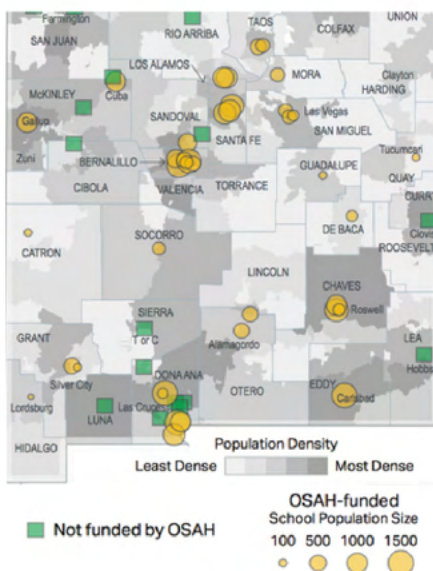 TAOS
COLFAX
UNION
SAN JUAN
Farmington
RIO ARRIBA
LOS ALAMOS
MORA
Clayton
HARDING
McKINLEY
Cuba
SANDOVAL
Las Vegas
Gallup
SANTA FE
SAN MIGUEL
Tucumcari
Zuni
BERNALILLO
GUADALUPE
QUAY
CIBOLA
VALENCIA
TORRANCE
CURRY
Clovis
DE BACA
ROOSEVELT
CATRON
SOCORRO
LINCOLN
CHAVES
Roswell
SIERRA
GRANT
T or C
Alamogordo
LEA
Hobbs
Silver City
DONA ANA
EDDY
Carlsbad
OTERO
Lordsburg
LUNA
Las Cruces
HIDALGO
Population Density
Least Dense Most Dense
Not funded by OSAH
OSAH-funded
School Population Size
100 500 1000 1500